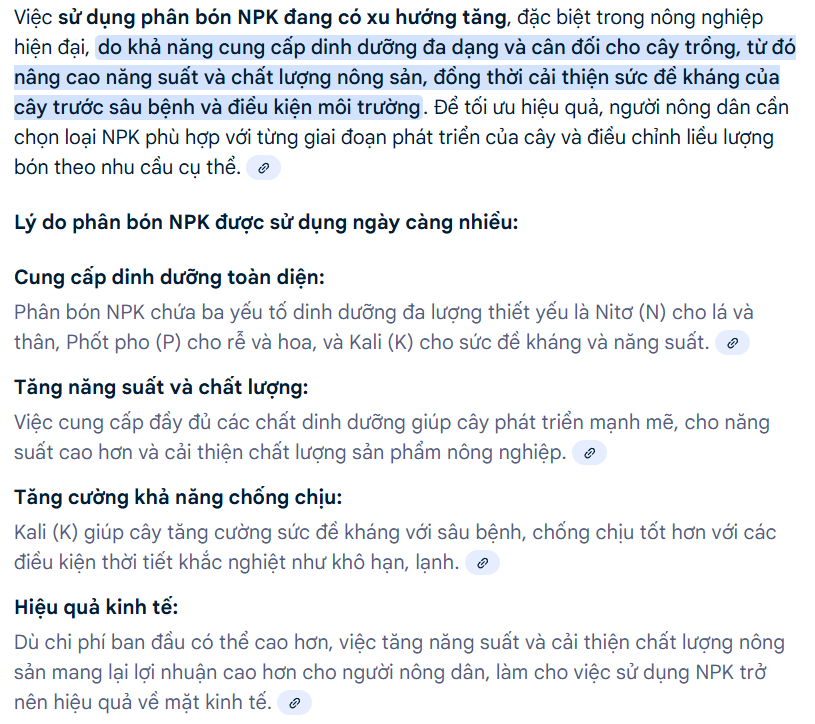 Việc sử dụng phân bón NPK đang có xu hướng tăng, đặc biệt trong nông nghiệp
hiện đại, do khả năng cung cấp dinh dưỡng đa dạng và cân đối cho cây trồng, từ đó
nâng cao năng suất và chất lượng nông sản, đồng thời cải thiện sức đề kháng của
cây trước sâu bệnh và điều kiện môi trường. Để tối ưu hiệu quả, người nông dân cần
chọn loại NPK phù hợp với từng giai đoạn phát triển của cây và điều chỉnh liều lượng
bón theo nhu cầu cụ thể.
Lý do phân bón NPK được sử dụng ngày càng nhiều:
Cung cấp dinh dưỡng toàn diện:
Phân bón NPK chứa ba yếu tố dinh dưỡng đa lượng thiết yếu là Nitơ (N) cho lá và
thân, Phốt pho (P) cho rễ và hoa, và Kali (K) cho sức đề kháng và năng suất.
Tăng năng suất và chất lượng:
Việc cung cấp đầy đủ các chất dinh dưỡng giúp cây phát triển mạnh mẽ, cho năng
suất cao hơn và cải thiện chất lượng sản phẩm nông nghiệp.
Tăng cường khả năng chống chịu:
Kali (K) giúp cây tăng cường sức đề kháng với sâu bệnh, chống chịu tốt hơn với các
điều kiện thời tiết khắc nghiệt như khô hạn, lạnh.
Hiệu quả kinh tế:
Dù chi phí ban đầu có thể cao hơn, việc tăng năng suất và cải thiện chất lượng nông
sản mang lại lợi nhuận cao hơn cho người nông dân, làm cho việc sử dụng NPK trở
nên hiệu quả về mặt kinh tế.